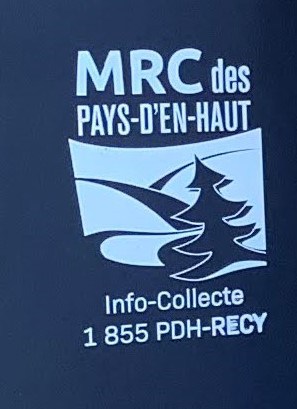 MRC des
PAYS-D'EN-HAUT
Info-Collecte
1 855 PDH-RECY